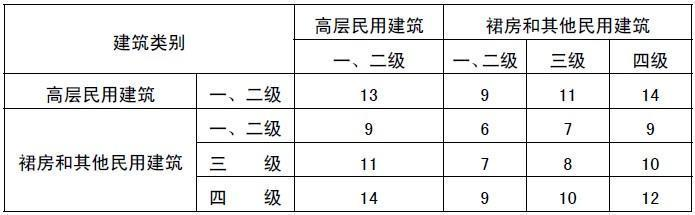 建筑类别 高层民用建筑 裙房和其他民用建筑
一、二级 一、二级 三级 四级
高层民用建筑 一、二级 13 9 11 14
裙房和其他民用建筑 一、二级 9 6 7 9
三 级 11 7 8 10
四 级 14 9 10 12